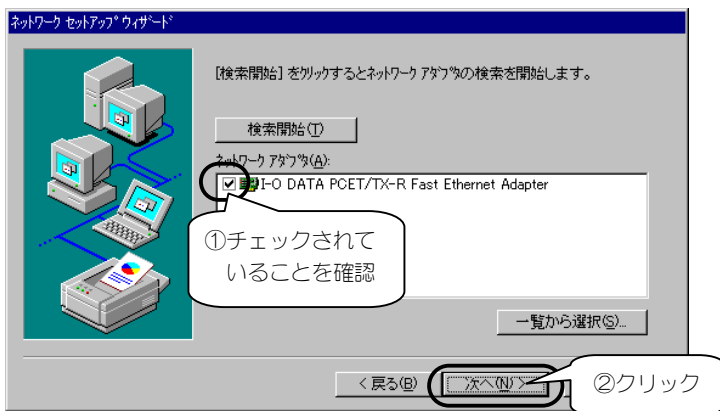 ネットワーク セットアップ ウィザード
[検索開始] をクリックするとネットワーク アダプタの検索を開始します。
検索開始(T)
ネットワーク アダプタ(A):
I-O DATA PCET/TX-R Fast Ethernet Adapter
①チェックされて
いることを確認
一覧から選択(S)...
< 戻る(B)
次へ(N) >
②クリック